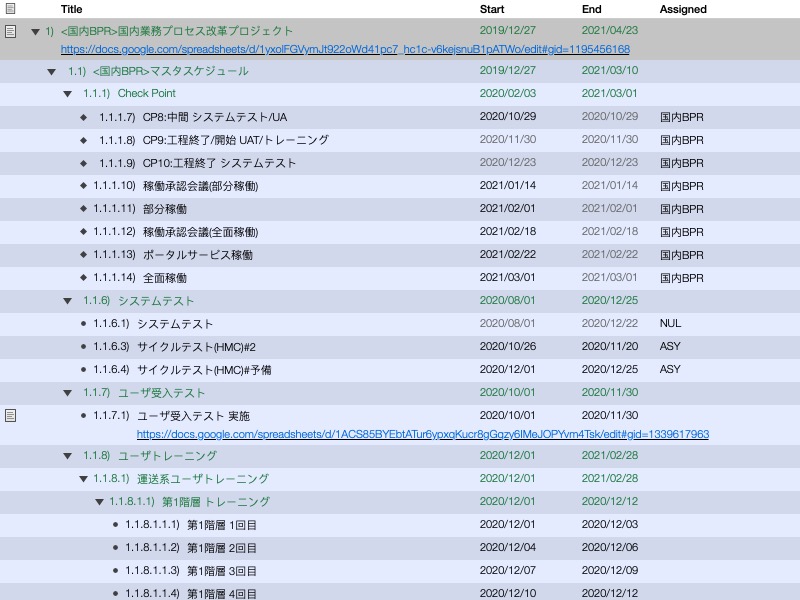 Title Start End Assigned
1) <国内BPR>国内業務プロセス改革プロジェクト 2019/12/27 2021/04/23
1.1) <国内BPR>マスタスケジュール 2019/12/27 2021/03/10
1.1.1) Check Point 2020/02/03 2021/03/01
1.1.1.7) CP8:中間 システムテスト/UA 2020/10/29 2020/10/29 国内BPR
1.1.1.8) CP9:工程終了/開始 UAT/トレーニング 2020/11/30 2020/11/30 国内BPR
1.1.1.9) CP10:工程終了 システムテスト 2020/12/23 2020/12/23 国内BPR
1.1.1.10) 稼働承認会議(部分稼働) 2021/01/14 2021/01/14 国内BPR
1.1.1.11) 部分稼働 2021/02/01 2021/02/01 国内BPR
1.1.1.12) 稼働承認会議(全面稼働) 2021/02/18 2021/02/18 国内BPR
1.1.1.13) ポータルサービス稼働 2021/02/22 2021/02/22 国内BPR
1.1.1.14) 全面稼働 2021/03/01 2021/03/01 国内BPR
1.1.6) システムテスト 2020/08/01 2020/12/25
1.1.6.1) システムテスト 2020/08/01 2020/12/22 NUL
1.1.6.3) サイクルテスト(HMC)#2 2020/10/26 2020/11/20 ASY
1.1.6.4) サイクルテスト(HMC)#予備 2020/12/01 2020/12/25 ASY
1.1.7) ユーザ受入テスト 2020/10/01 2020/11/30
1.1.7.1) ユーザ受入テスト 実施 2020/10/01 2020/11/30
1.1.8) ユーザトレーニング 2020/12/01 2021/02/28
1.1.8.1) 運送系ユーザトレーニング 2020/12/01 2021/02/28
1.1.8.1.1) 第1階層 トレーニング 2020/12/01 2020/12/12
1.1.8.1.1.1) 第1階層 1回目 2020/12/01 2020/12/03
1.1.8.1.1.2) 第1階層 2回目 2020/12/04 2020/12/06
1.1.8.1.1.3) 第1階層 3回目 2020/12/07 2020/12/09
1.1.8.1.1.4) 第1階層 4回目 2020/12/10 2020/12/12